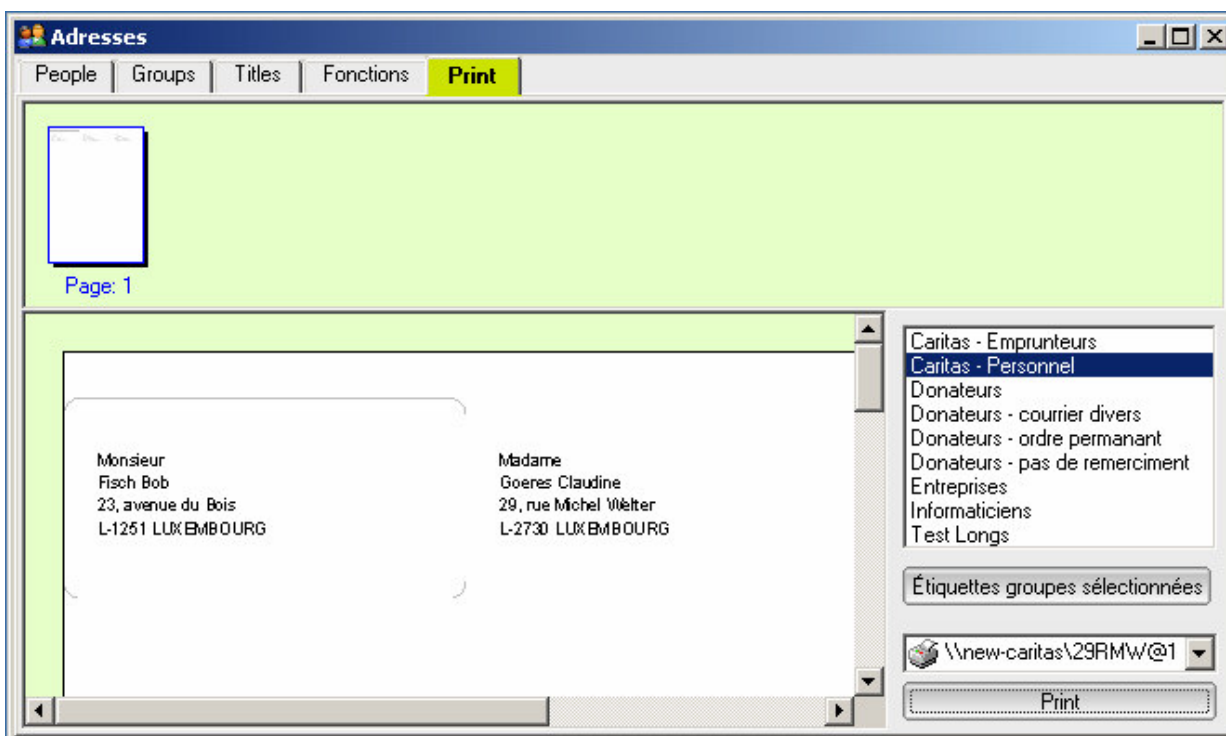 Adresses
People Groups Titles Fonctions Print
Page: 1
Monsieur
Fisch Bob
23, avenue du Bois
L-1251 LUXEMBOURG
Madame
Goeres Claudine
29, rue Michel Welter
L-2730 LUXEMBOURG
Caritas - Emprunteurs
Caritas - Personnel
Donateurs
Donateurs - courrier divers
Donateurs - ordre permanant
Donateurs - pas de remerciment
Entreprises
Informaticiens
Test Longs
Étiquettes groupes sélectionnées
\\new-caritas\29RMW@1
Print